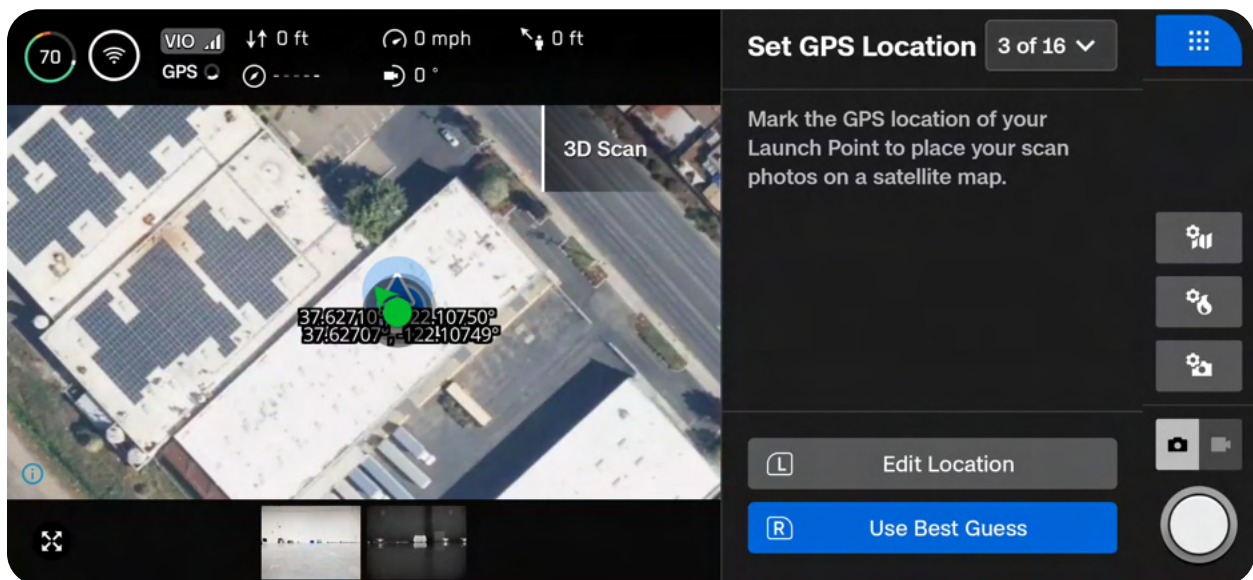 70
VIO
GPS
0 ft
0 mph
0 ft
-----
0 °
3D Scan
-122.10750°
37.62707°, -122.10749°
Set GPS Location
3 of 16
Mark the GPS location of your
Launch Point to place your scan
photos on a satellite map.
L
Edit Location
R
Use Best Guess